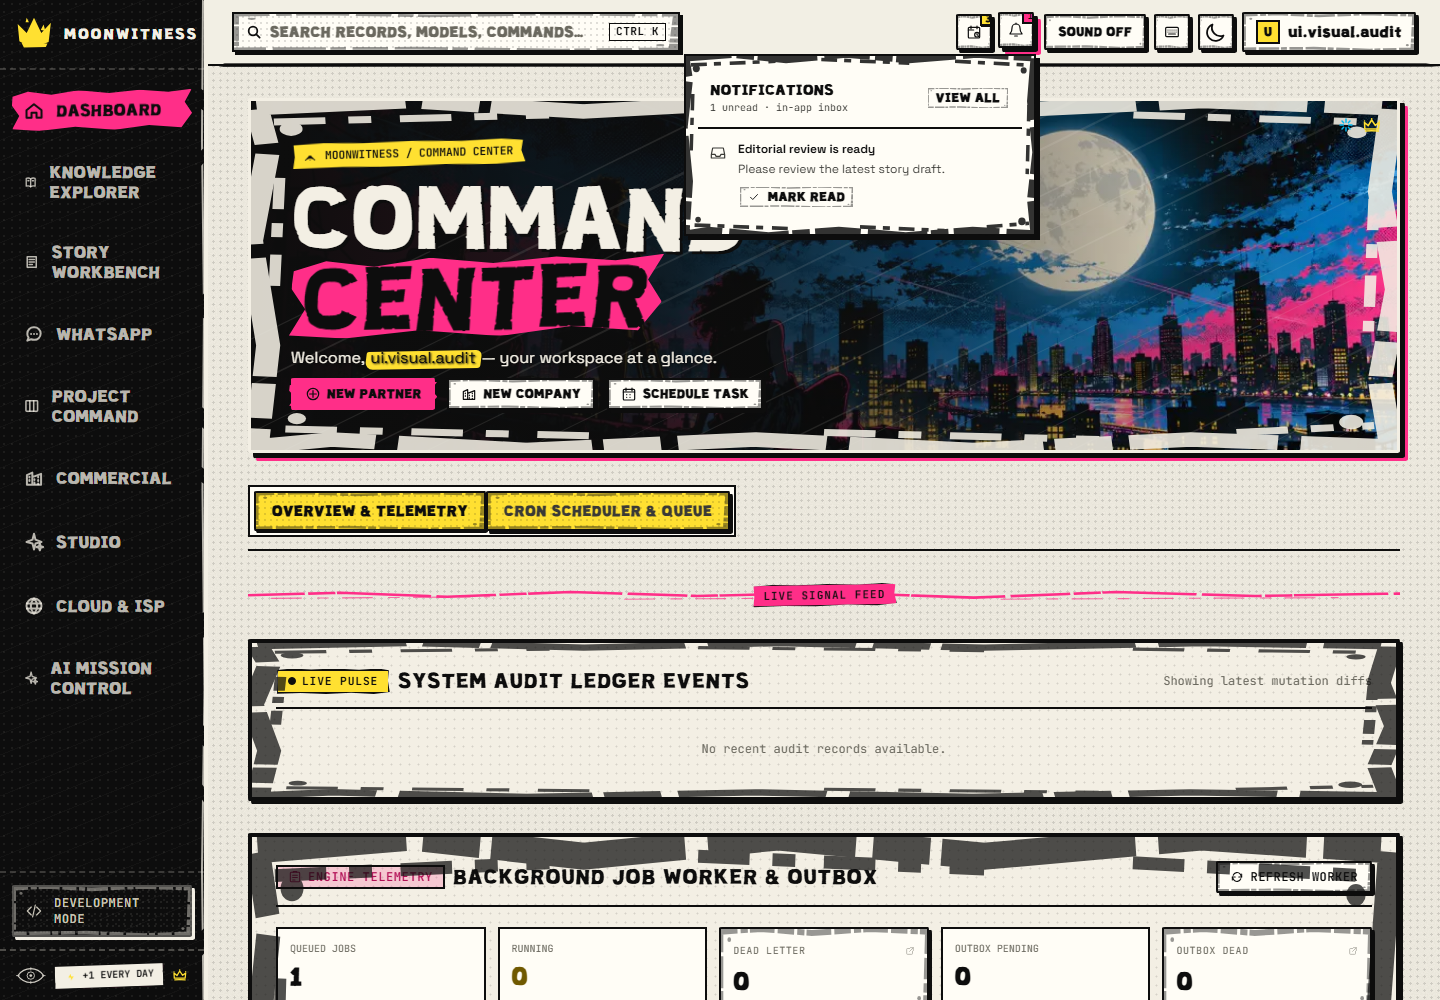 MOONWITNESS
SEARCH RECORDS, MODELS, COMMANDS…
CTRL K
SOUND OFF
U
ui.visual.audit
DASHBOARD
KNOWLEDGE
EXPLORER
STORY
WORKBENCH
WHATSAPP
PROJECT
COMMAND
COMMERCIAL
STUDIO
CLOUD & ISP
AI MISSION
CONTROL
DEVELOPMENT
MODE
+1 EVERY DAY
NOTIFICATIONS
1 unread · in-app inbox
VIEW ALL
Editorial review is ready
Please review the latest story draft.
MARK READ
MOONWITNESS / COMMAND CENTER
COMMAND
CENTER
Welcome, ui.visual.audit — your workspace at a glance.
NEW PARTNER
NEW COMPANY
SCHEDULE TASK
OVERVIEW & TELEMETRY
CRON SCHEDULER & QUEUE
LIVE SIGNAL FEED
LIVE PULSE
SYSTEM AUDIT LEDGER EVENTS
Showing latest mutation diffs
No recent audit records available.
ENGINE TELEMETRY
BACKGROUND JOB WORKER & OUTBOX
REFRESH WORKER
QUEUED JOBS
1
RUNNING
0
DEAD LETTER
0
OUTBOX PENDING
0
OUTBOX DEAD
0